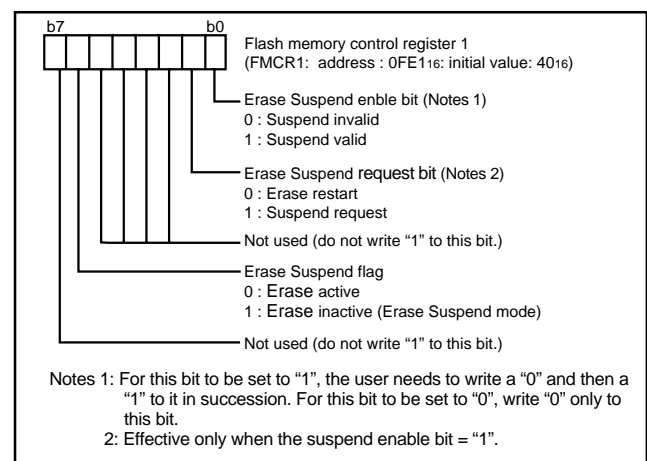 b7 b0
Flash memory control register 1
(FMCR1: address : 0FE116: initial value: 4016)
Erase Suspend enble bit (Notes 1)
0 : Suspend invalid
1 : Suspend valid
Erase Suspend request bit (Notes 2)
0 : Erase restart
1 : Suspend request
Not used (do not write “1” to this bit.)
Erase Suspend flag
0 : Erase active
1 : Erase inactive (Erase Suspend mode)
Not used (do not write “1” to this bit.)
Notes 1: For this bit to be set to “1”, the user needs to write a “0” and then a
“1” to it in succession. For this bit to be set to “0”, write “0” only to
this bit.
2: Effective only when the suspend enable bit = “1”.